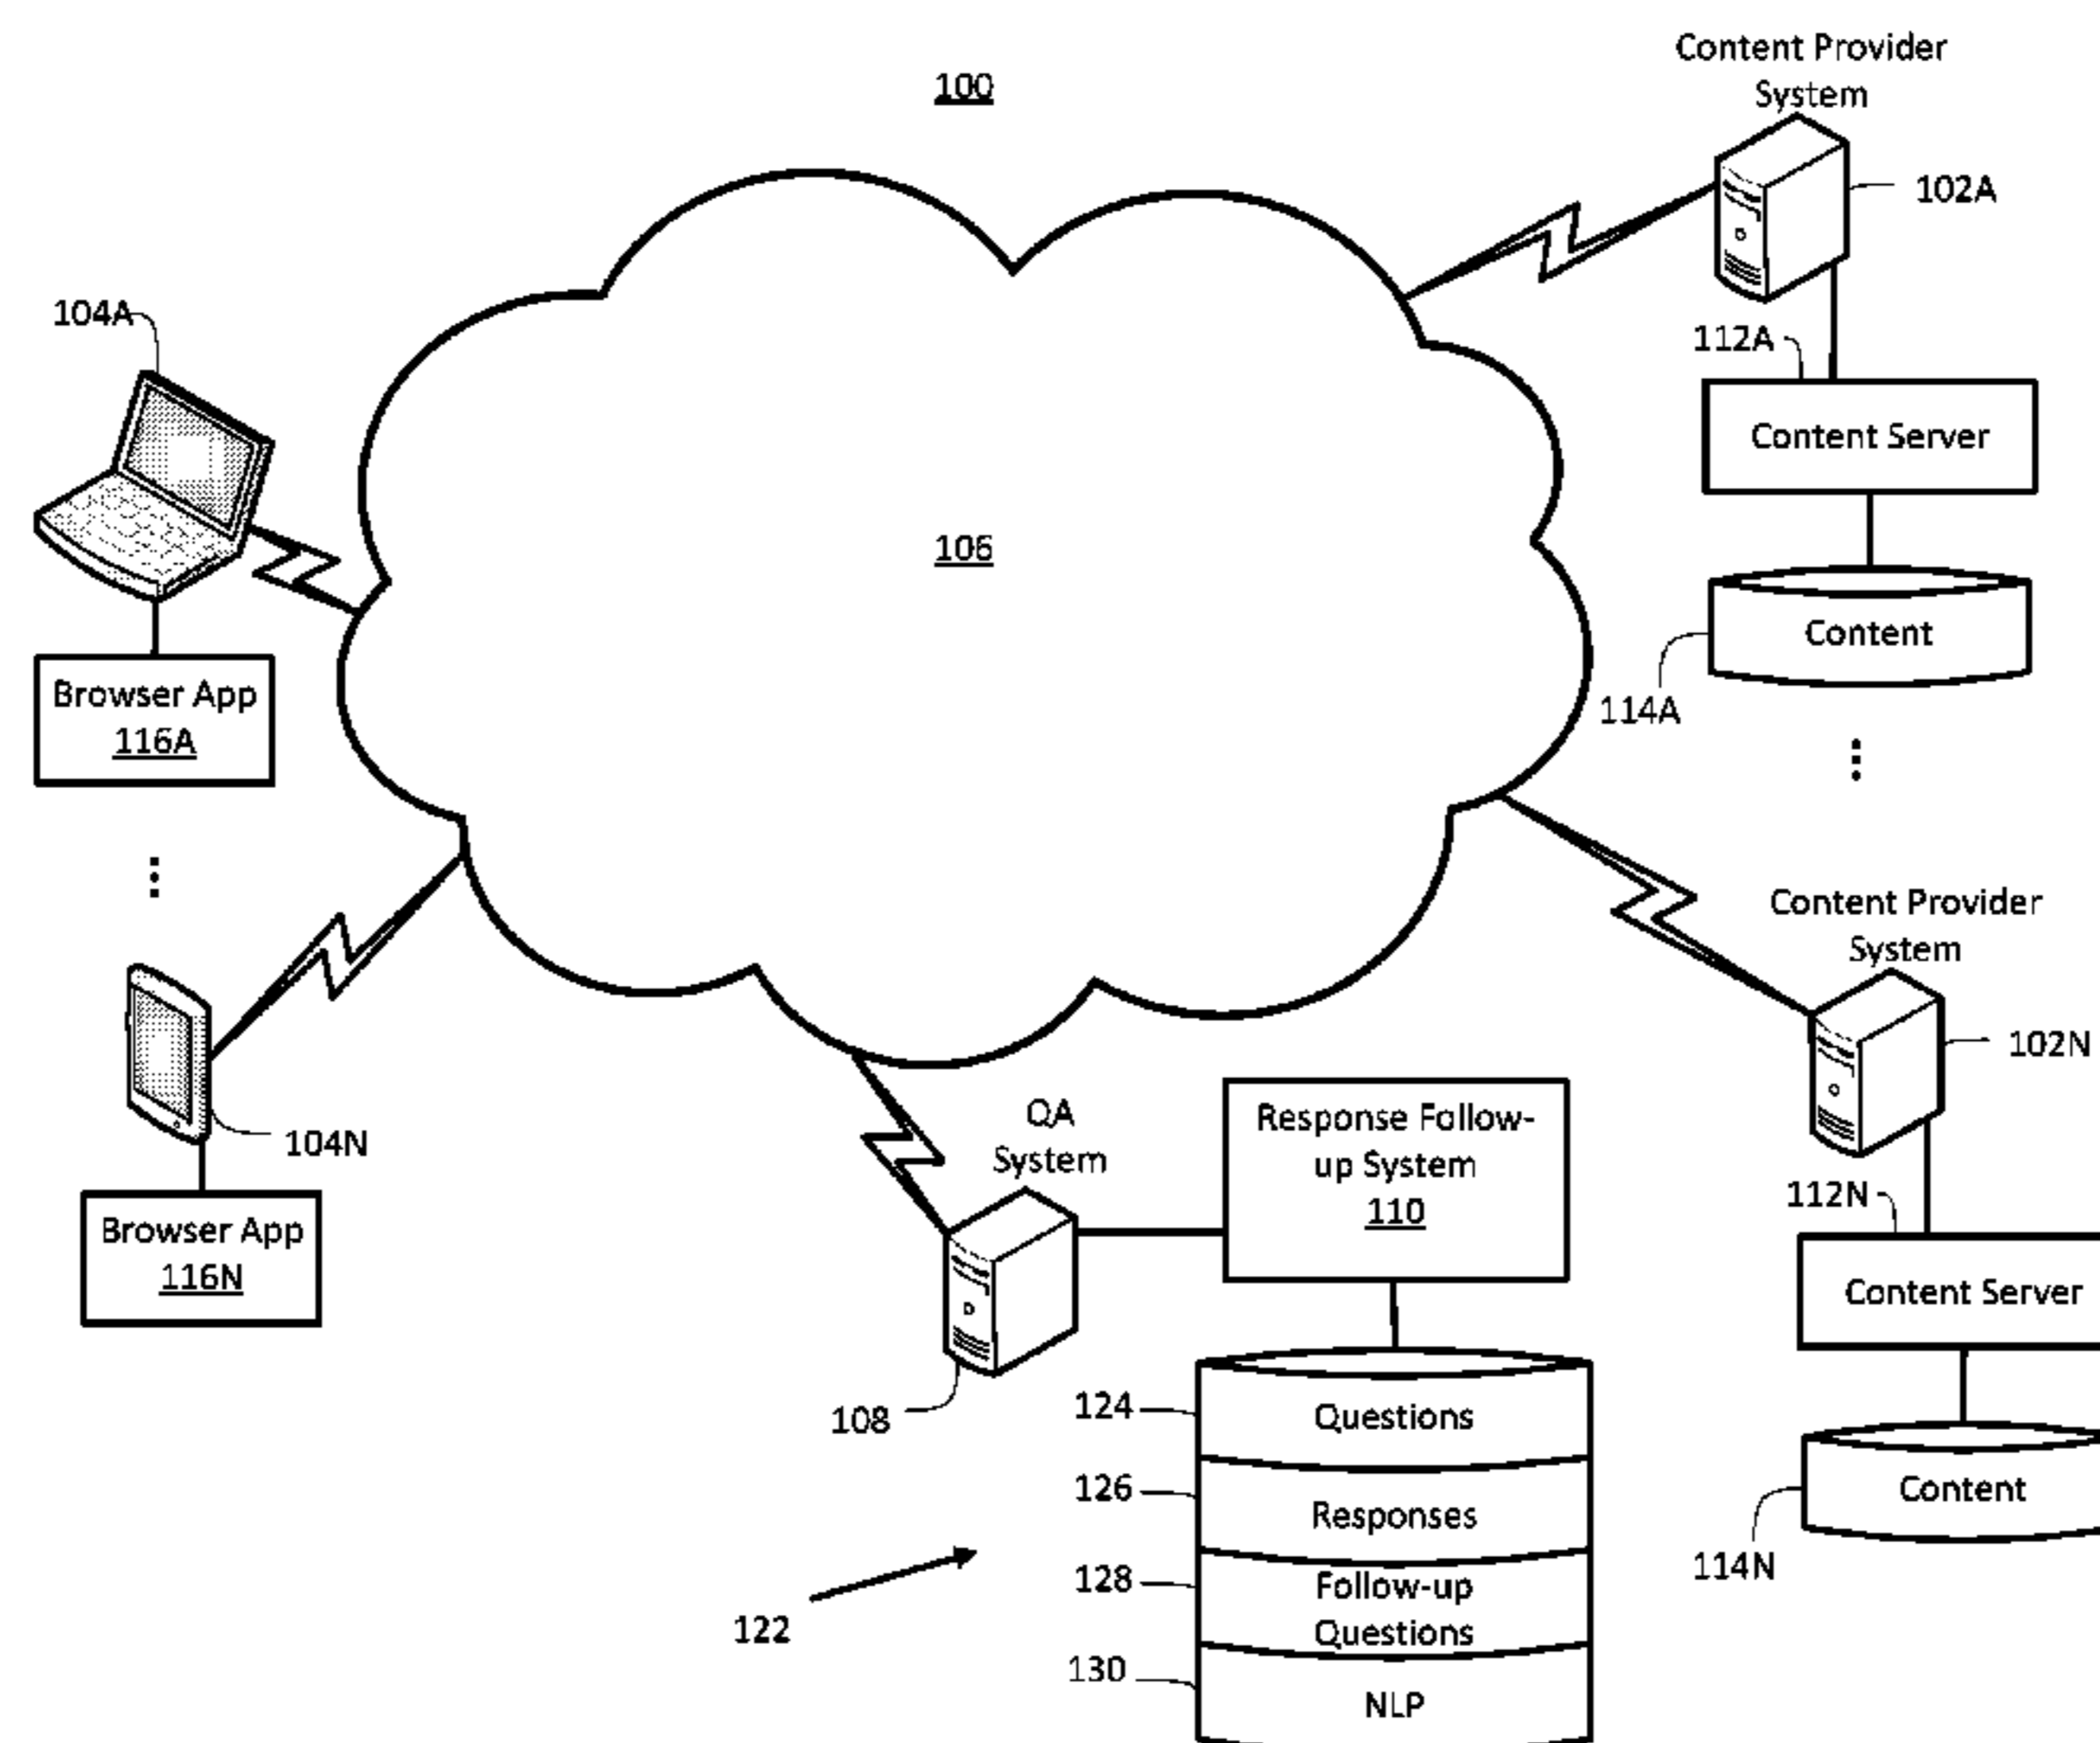 100
Content Provider
System
102A
112A
Content Server
Content
114A
104A
Browser App
116A
106
Content Provider
System
102N
112N
Content Server
Content
114N
104N
Browser App
116N
QA
System
108
Response Follow-
up System
110
124
Questions
126
Responses
128
Follow-up
Questions
130
NLP
122